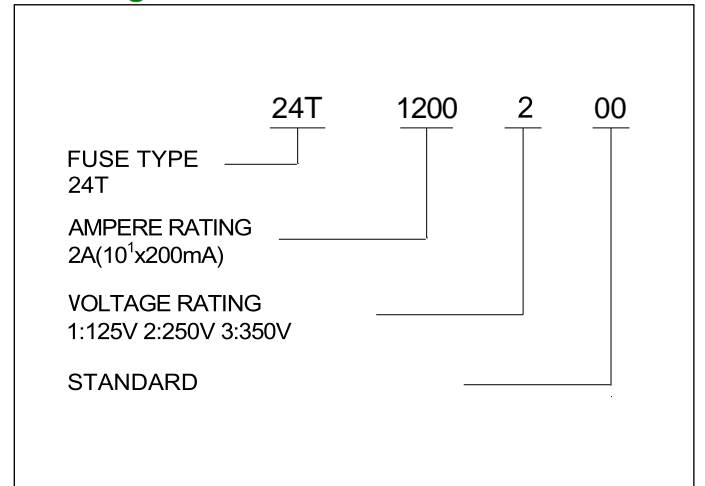 24T 1200 2 00
FUSE TYPE
24T
AMPERE RATING
2A(10¹x200mA)
VOLTAGE RATING
1:125V 2:250V 3:350V
STANDARD